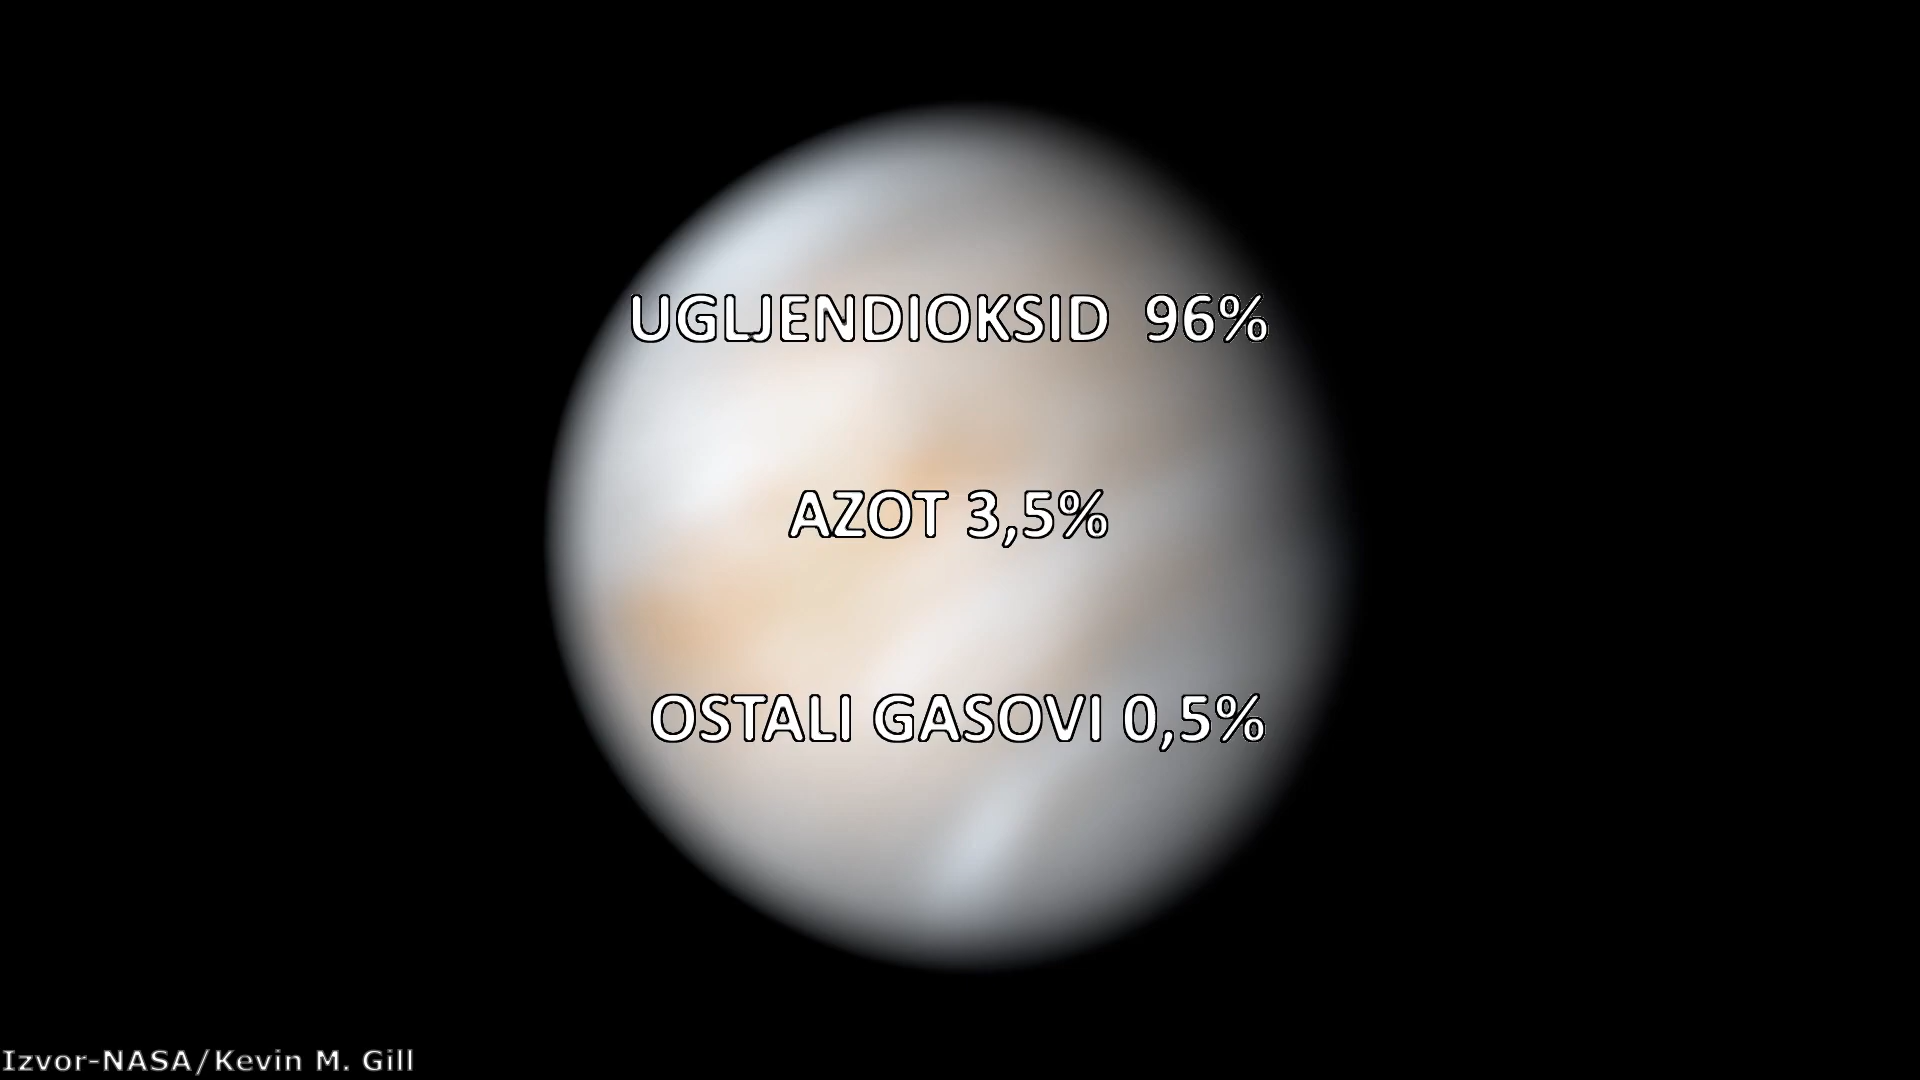 UGLJENDIOKSID  96%
AZOT 3,5%
OSTALI GASOVI 0,5%
Izvor-NASA/Kevin M. Gill